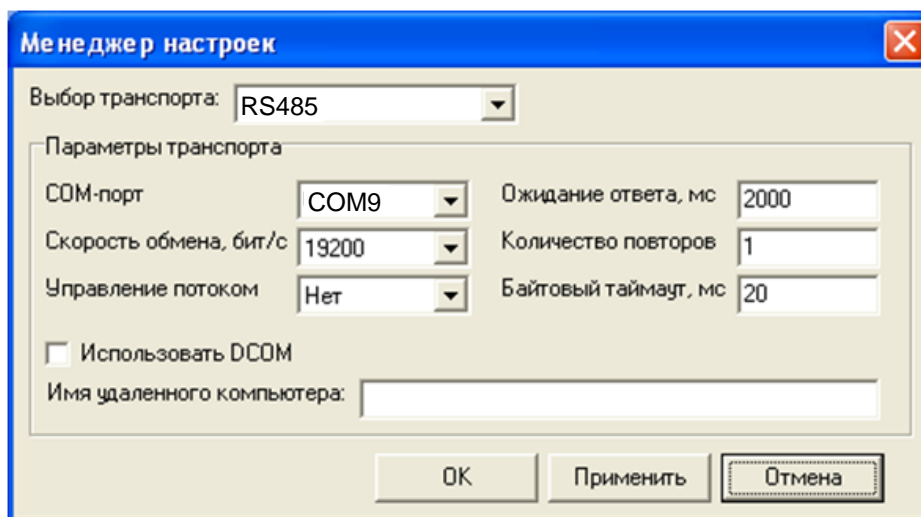 Менеджер настроек
Выбор транспорта: RS485
Параметры транспорта
COM-порт COM9 Ожидание ответа, мс 2000
Скорость обмена, бит/с 19200 Количество повторов 1
Управление потоком Нет Байтовый таймаут, мс 20
Использовать DCOM
Имя удаленного компьютера:
OK Применить Отмена